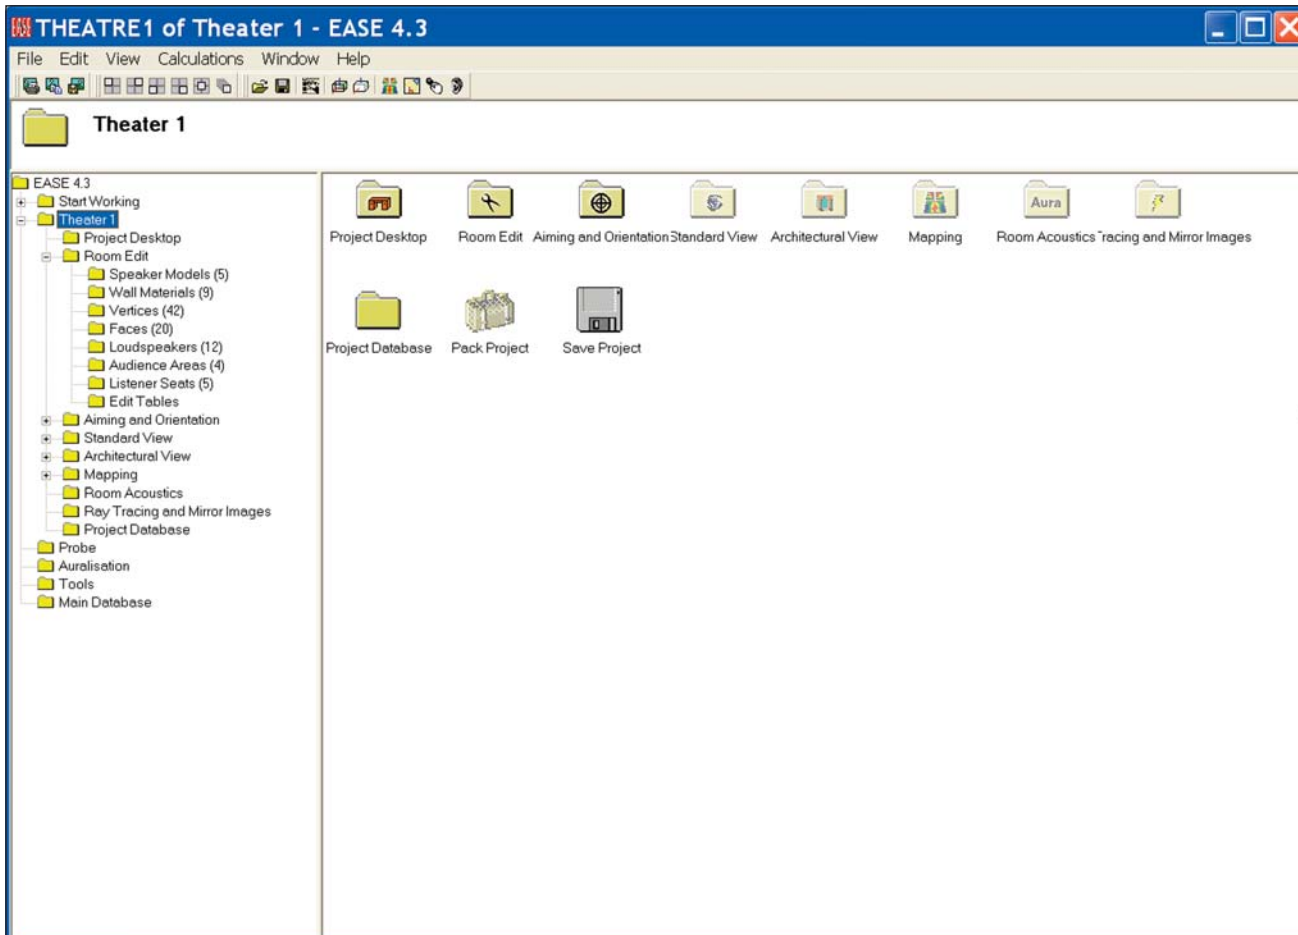 EASE THEATRE1 of Theater 1 - EASE 4.3
File Edit View Calculations Window Help
Theater 1
EASE 4.3
Start Working
Theater 1
Project Desktop
Room Edit
Speaker Models (5)
Wall Materials (9)
Vertices (42)
Faces (20)
Loudspeakers (12)
Audience Areas (4)
Listener Seats (5)
Edit Tables
Aiming and Orientation
Standard View
Architectural View
Mapping
Room Acoustics
Ray Tracing and Mirror Images
Project Database
Probe
Auralisation
Tools
Main Database
Aura
Project Desktop Room Edit Aiming and Orientation Standard View Architectural View Mapping Room Acoustics Tracing and Mirror Images
Project Database Pack Project Save Project